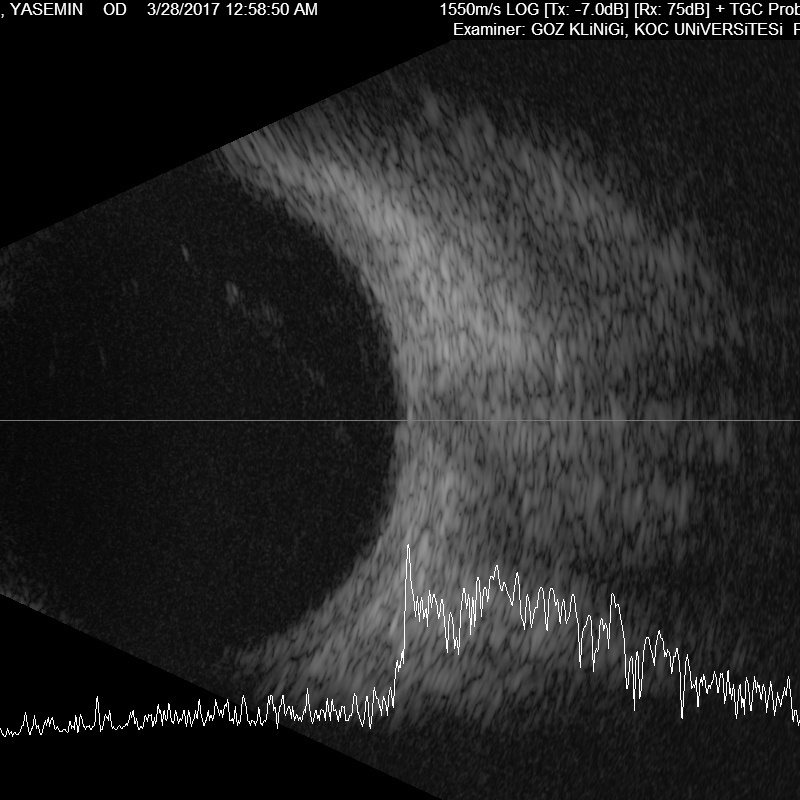 , YASEMIN OD 3/28/2017 12:58:50 AM 1550m/s LOG [Tx: -7.0dB] [Rx: 75dB] + TGC
Examiner: GOZ KLiNiGi, KOC UNiVERSiTESi